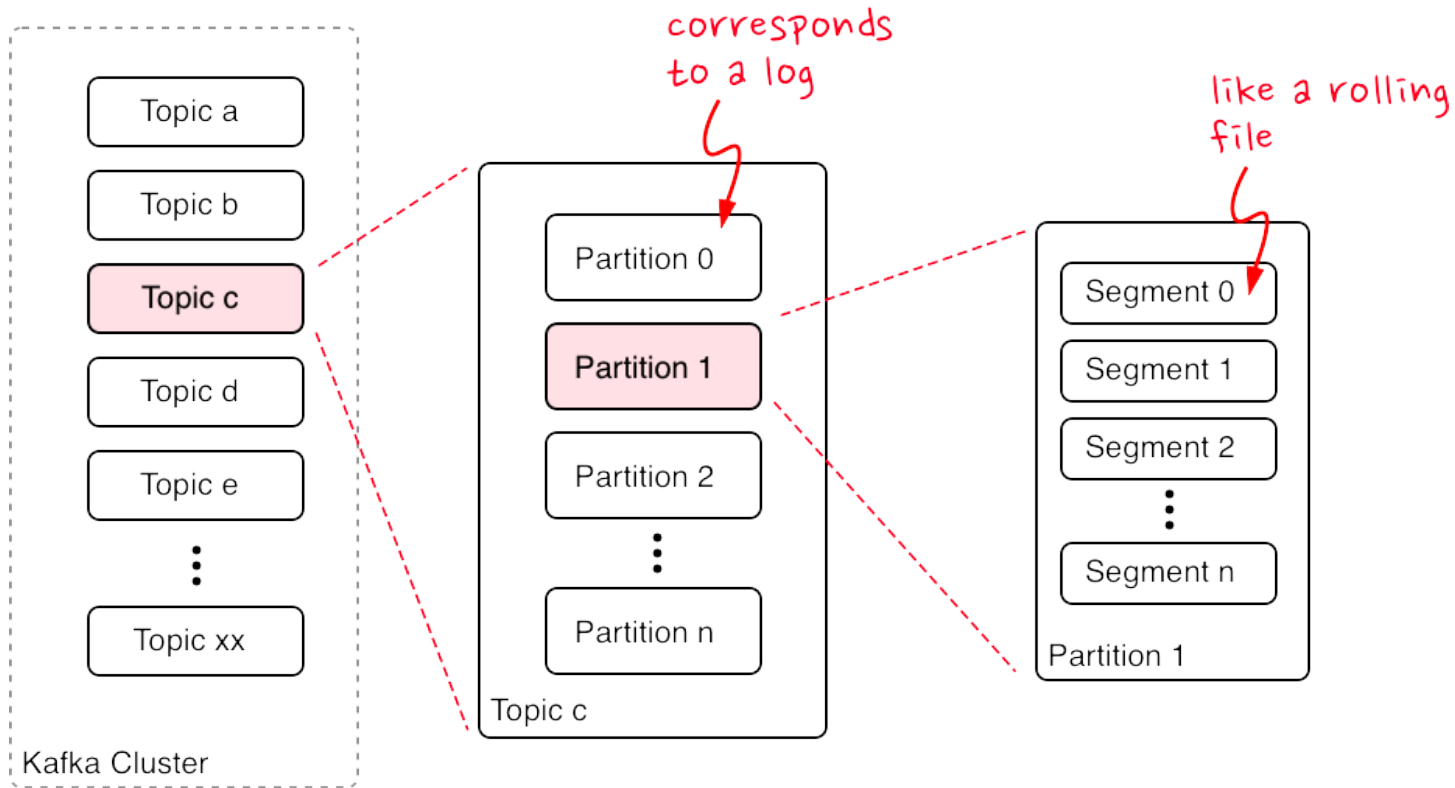 corresponds
to a log
like a rolling
file
Topic a
Topic b
Topic c
Topic d
Topic e
Topic xx
Kafka Cluster
Partition 0
Partition 1
Partition 2
Partition n
Topic c
Segment 0
Segment 1
Segment 2
Segment n
Partition 1